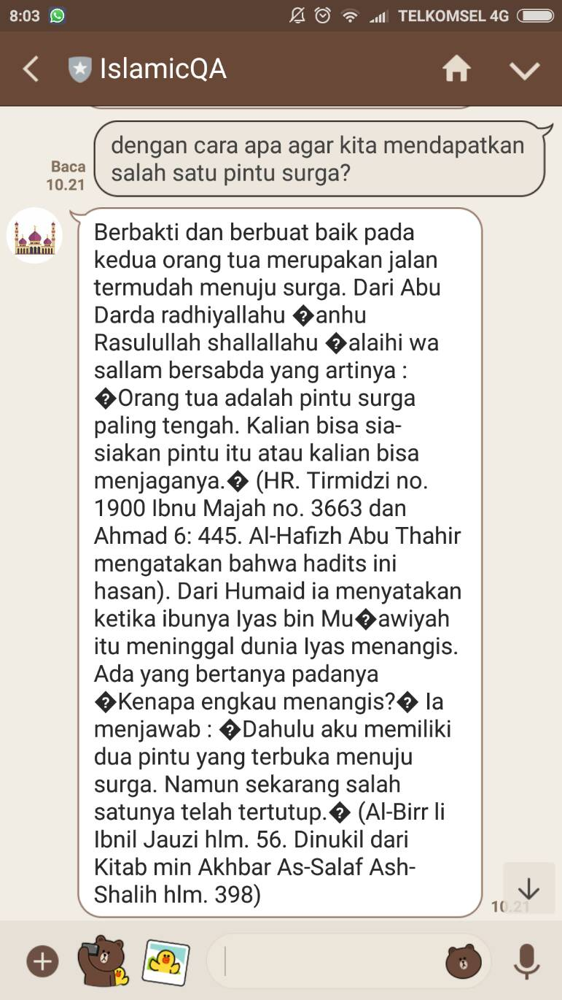 8:03 TELKOMSEL 4G
IslamicQA
dengan cara apa agar kita mendapatkan
salah satu pintu surga?
Baca
10.21
Berbakti dan berbuat baik pada
kedua orang tua merupakan jalan
termudah menuju surga. Dari Abu
Darda radhiyallahu �anhu
Rasulullah shallallahu �alaihi wa
sallam bersabda yang artinya :
�Orang tua adalah pintu surga
paling tengah. Kalian bisa sia-
siakan pintu itu atau kalian bisa
menjaganya.� (HR. Tirmidzi no.
1900 Ibnu Majah no. 3663 dan
Ahmad 6: 445. Al-Hafizh Abu Thahir
mengatakan bahwa hadits ini
hasan). Dari Humaid ia menyatakan
ketika ibunya Iyas bin Mu�awiyah
itu meninggal dunia Iyas menangis.
Ada yang bertanya padanya
�Kenapa engkau menangis?� Ia
menjawab : �Dahulu aku memiliki
dua pintu yang terbuka menuju
surga. Namun sekarang salah
satunya telah tertutup.� (Al-Birr li
Ibnil Jauzi hlm. 56. Dinukil dari
Kitab min Akhbar As-Salaf Ash-
Shalih hlm. 398)
10.21